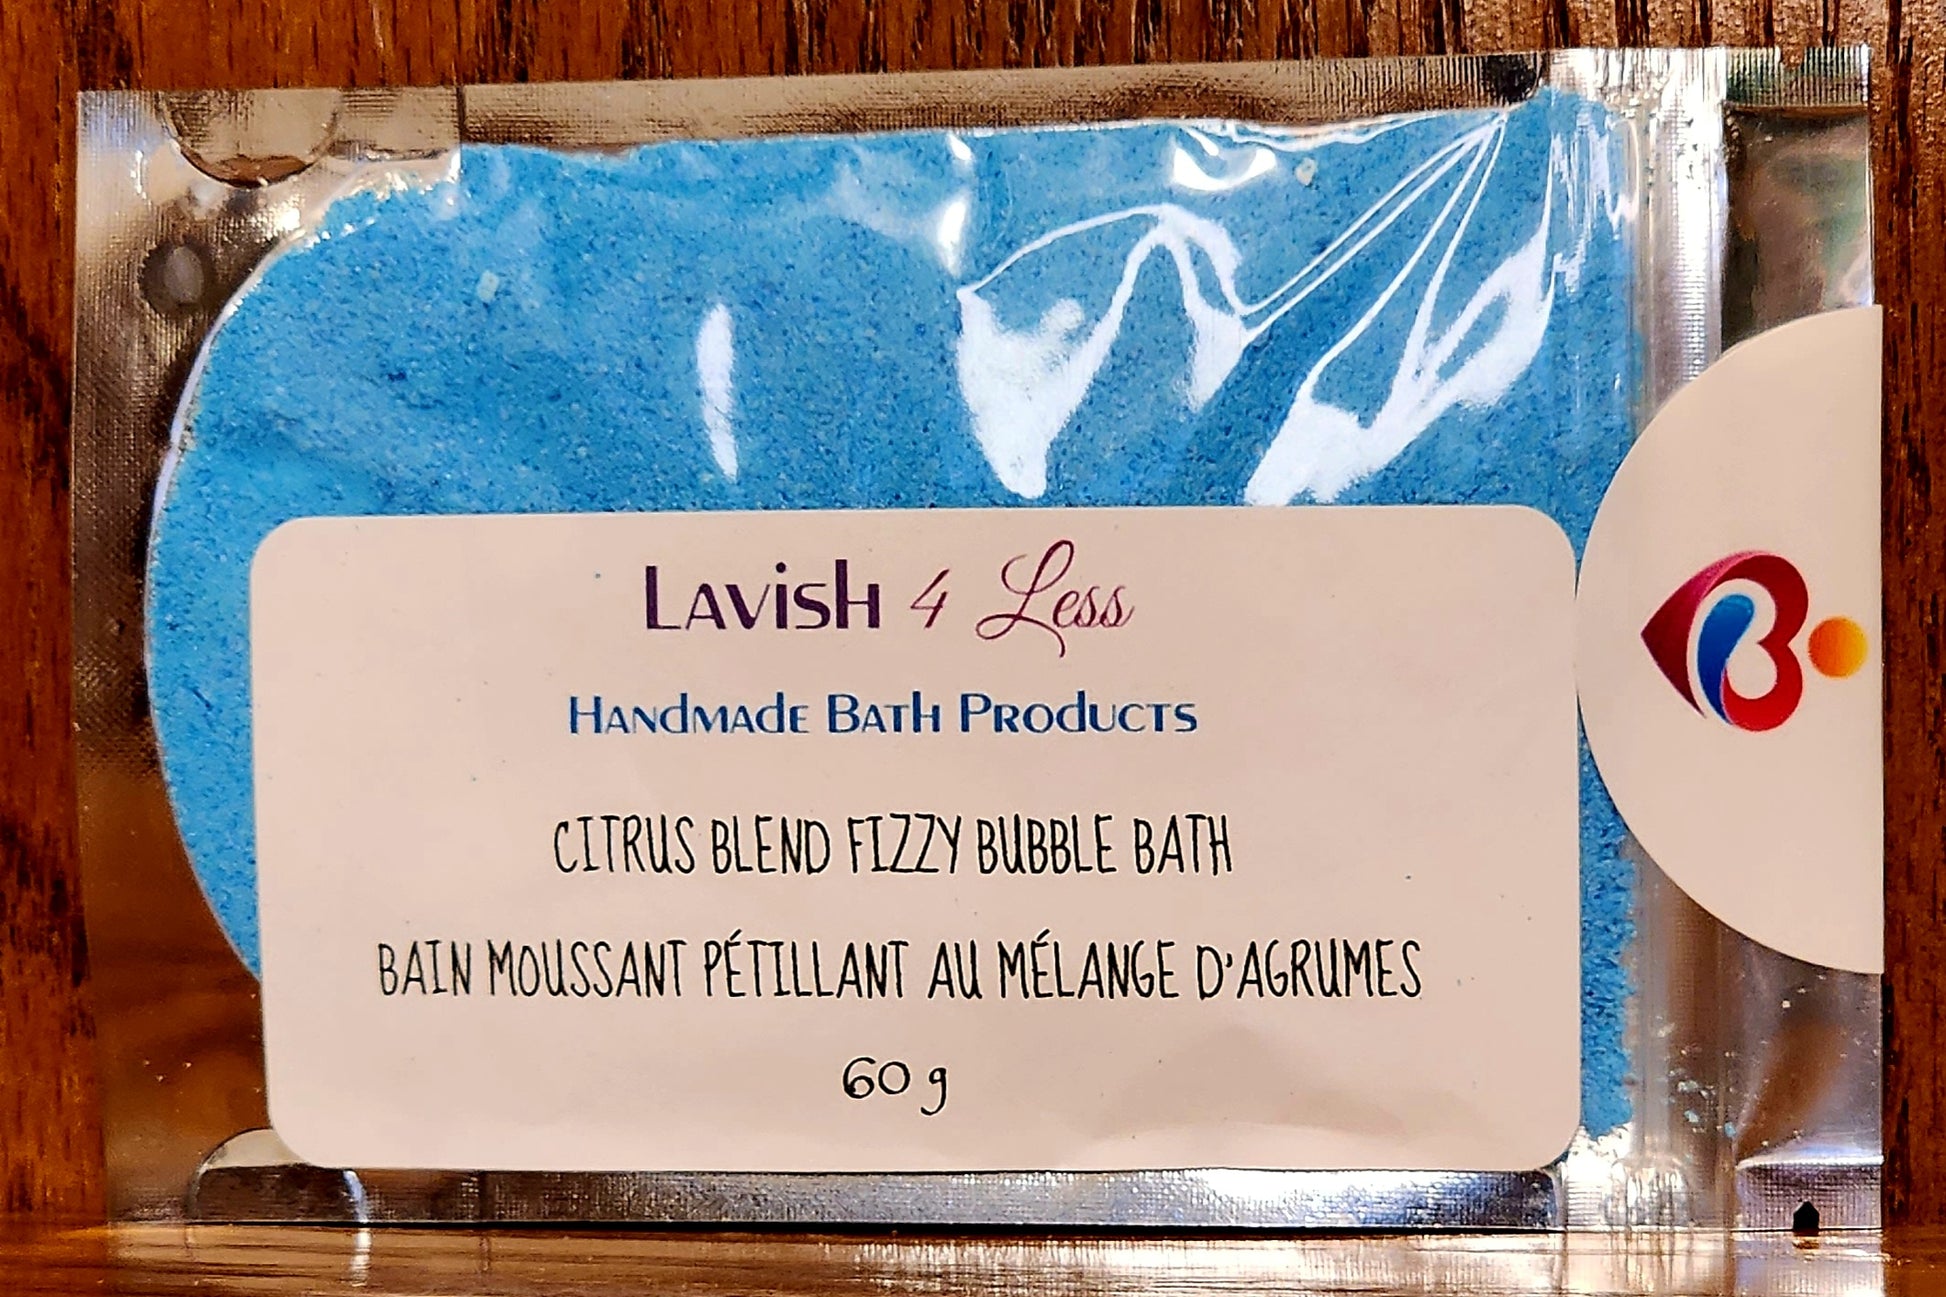 Lavish 4 Less
Handmade Bath Products
CITRUS BLEND FIZZY BUBBLE BATH
BAIN MOUSSANT PÉTILLANT AU MÉLANGE D'AGRUMES
60 g